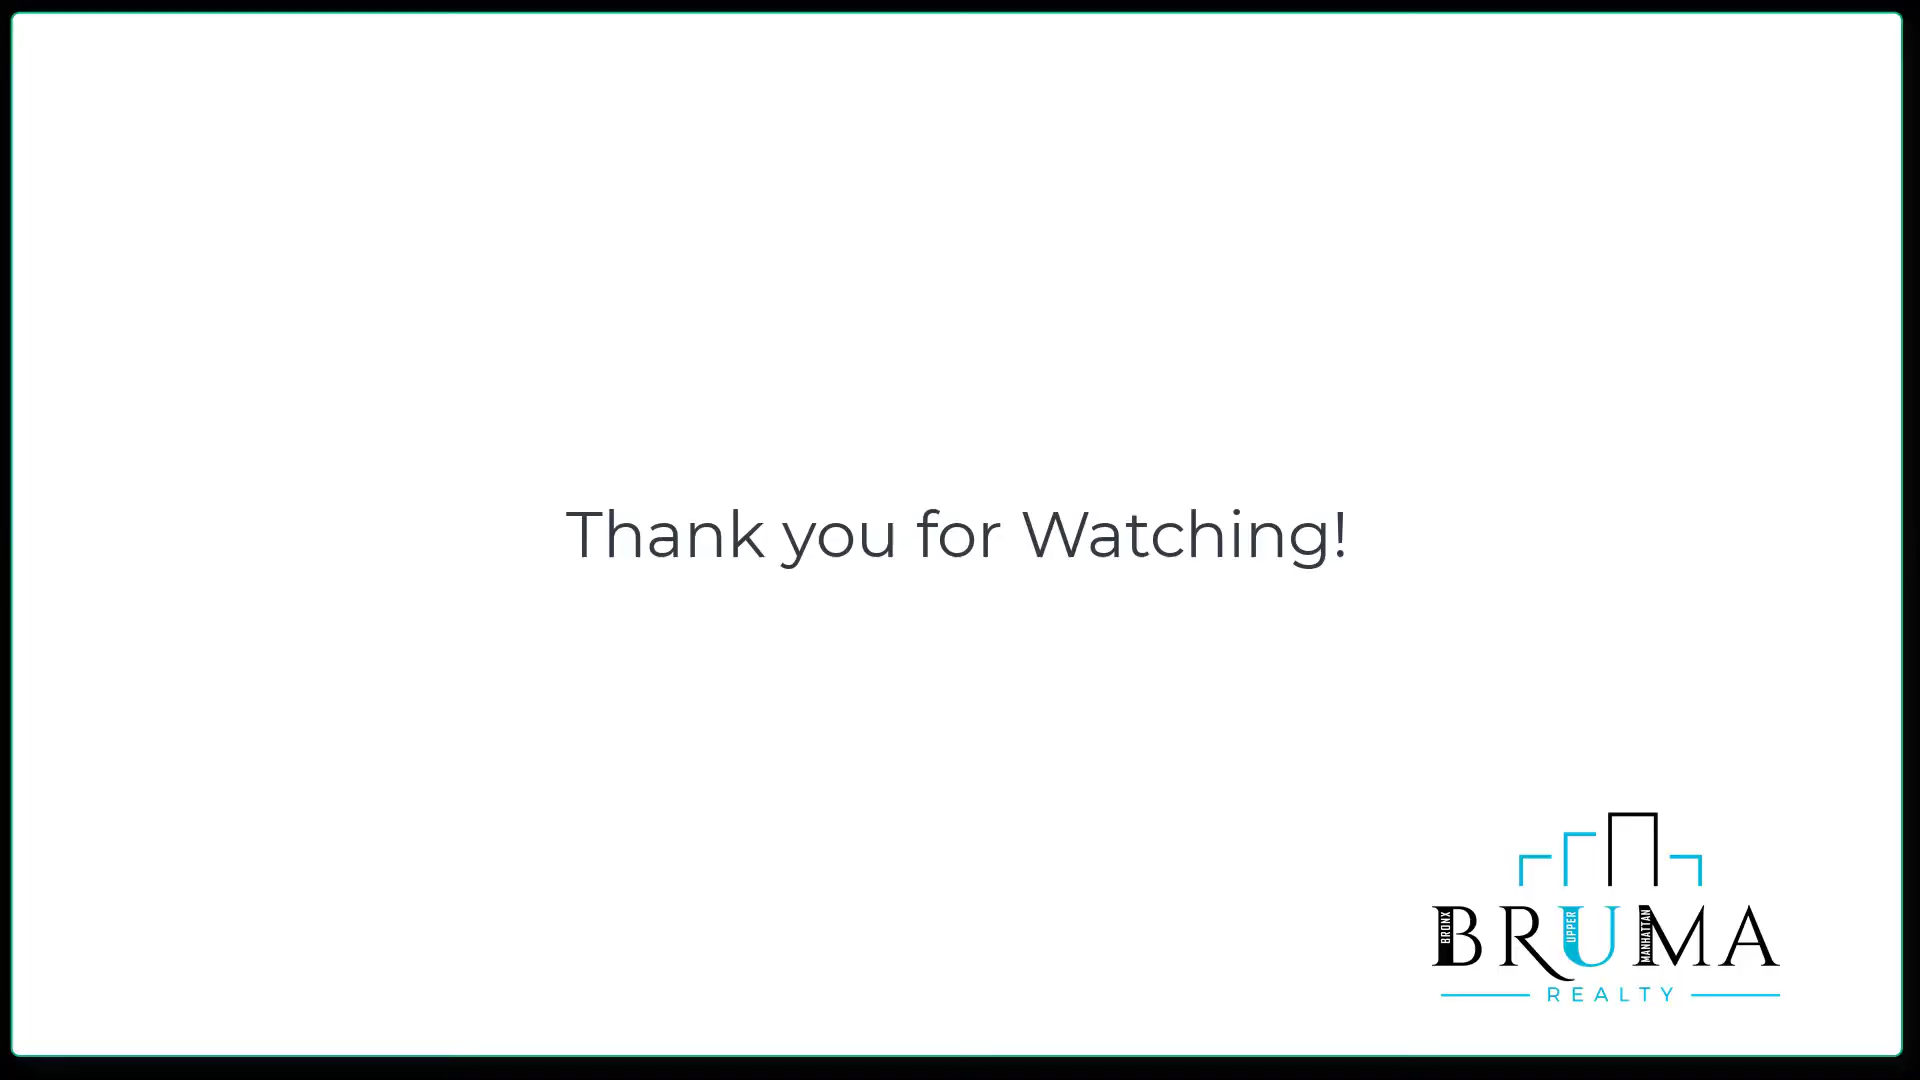 Thank you for Watching!
BRONX
UPPER
MANHATTAN
BRUMA
REALTY